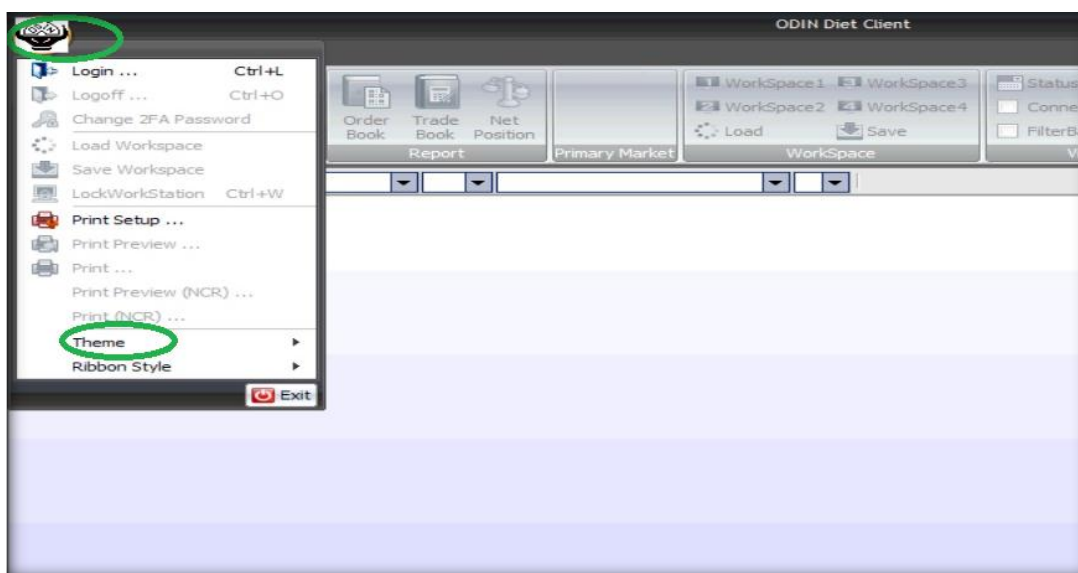 ODIN Diet Client
Login ... Ctrl+L
Logoff ... Ctrl+O
Change 2FA Password
Load Workspace
Save Workspace
LockWorkStation Ctrl+W
Print Setup ...
Print Preview ...
Print ...
Print Preview (NCR) ...
Print (NCR) ...
Theme
Ribbon Style
Exit
Order Book
Trade Book
Net Position
Report
Primary Market
WorkSpace1 WorkSpace3
WorkSpace2 WorkSpace4
Load Save
WorkSpace
Status
Conne
FilterB